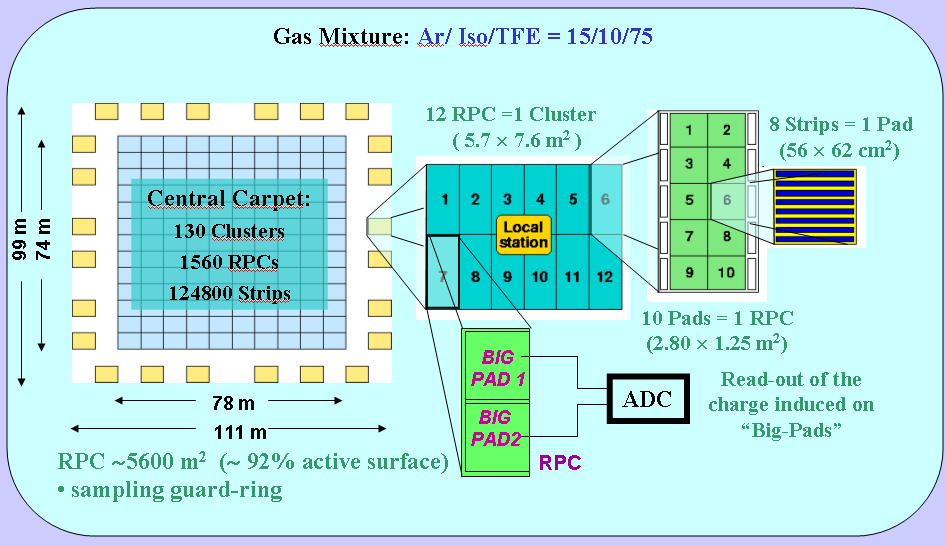 Gas Mixture: Ar/ Iso/TFE = 15/10/75
99 m
74 m
Central Carpet:
130 Clusters
1560 RPCs
124800 Strips
78 m
111 m
12 RPC =1 Cluster
( 5.7 × 7.6 m² )
1 2 3 4 5 6
Local
station
7 8 9 10 11 12
1 2
3 4
5 6
7 8
9 10
8 Strips = 1 Pad
(56 × 62 cm²)
10 Pads = 1 RPC
(2.80 × 1.25 m²)
BIG
PAD 1
BIG
PAD2
RPC
ADC
Read-out of the
charge induced on
“Big-Pads”
RPC ~5600 m² (~ 92% active surface)
• sampling guard-ring